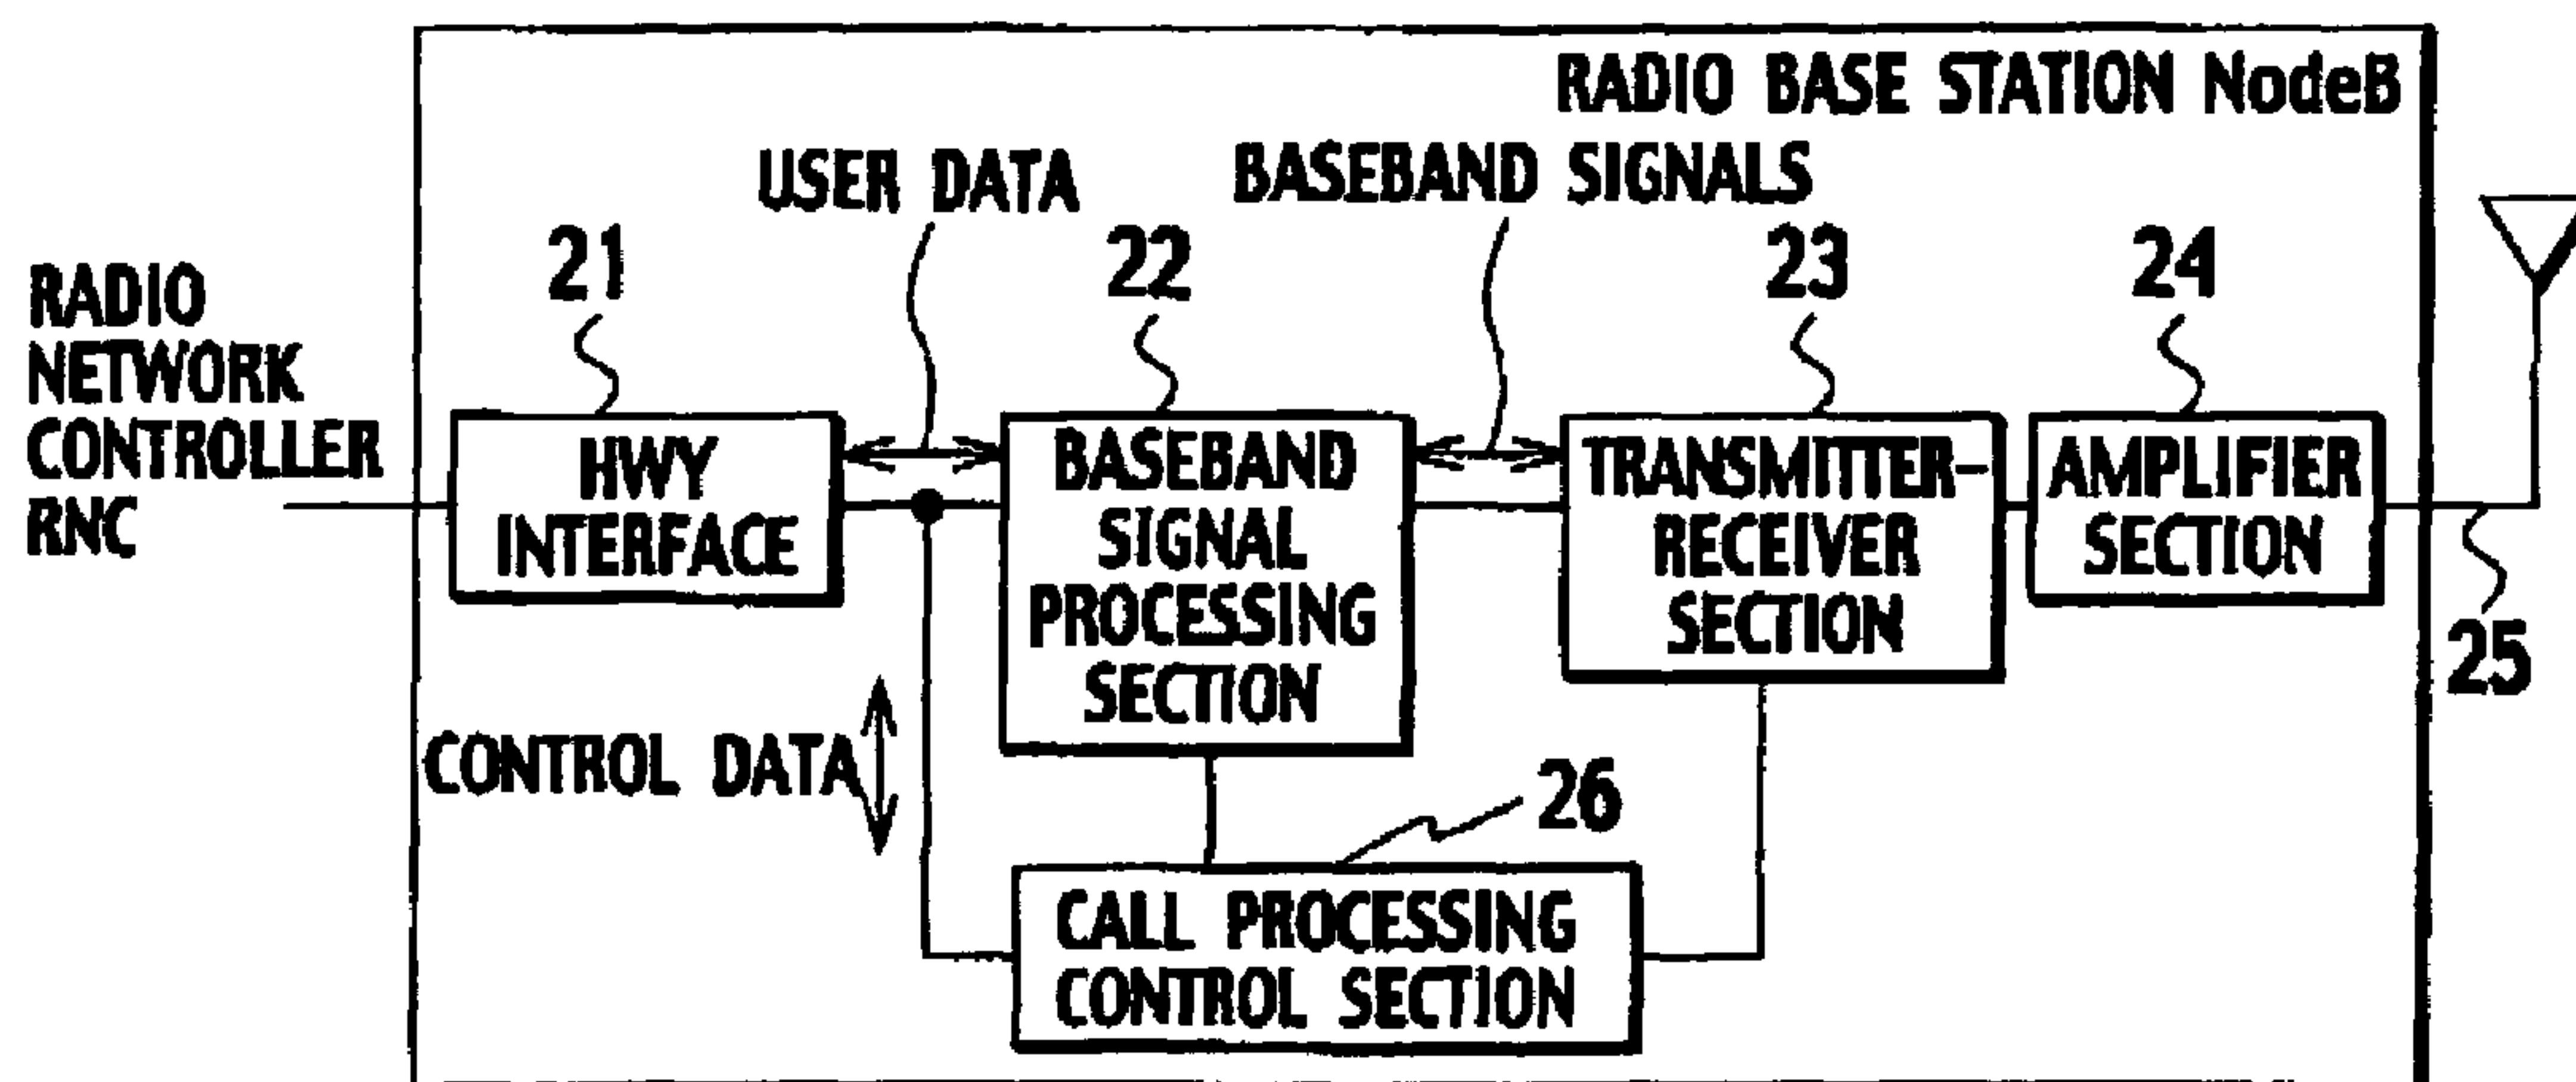 RADIO BASE STATION NodeB
USER DATA
BASEBAND SIGNALS
21
22
23
24
RADIO
NETWORK
CONTROLLER
RNC
HWY
INTERFACE
BASEBAND
SIGNAL
PROCESSING
SECTION
TRANSMITTER-
RECEIVER
SECTION
AMPLIFIER
SECTION
25
CONTROL DATA
26
CALL PROCESSING
CONTROL SECTION